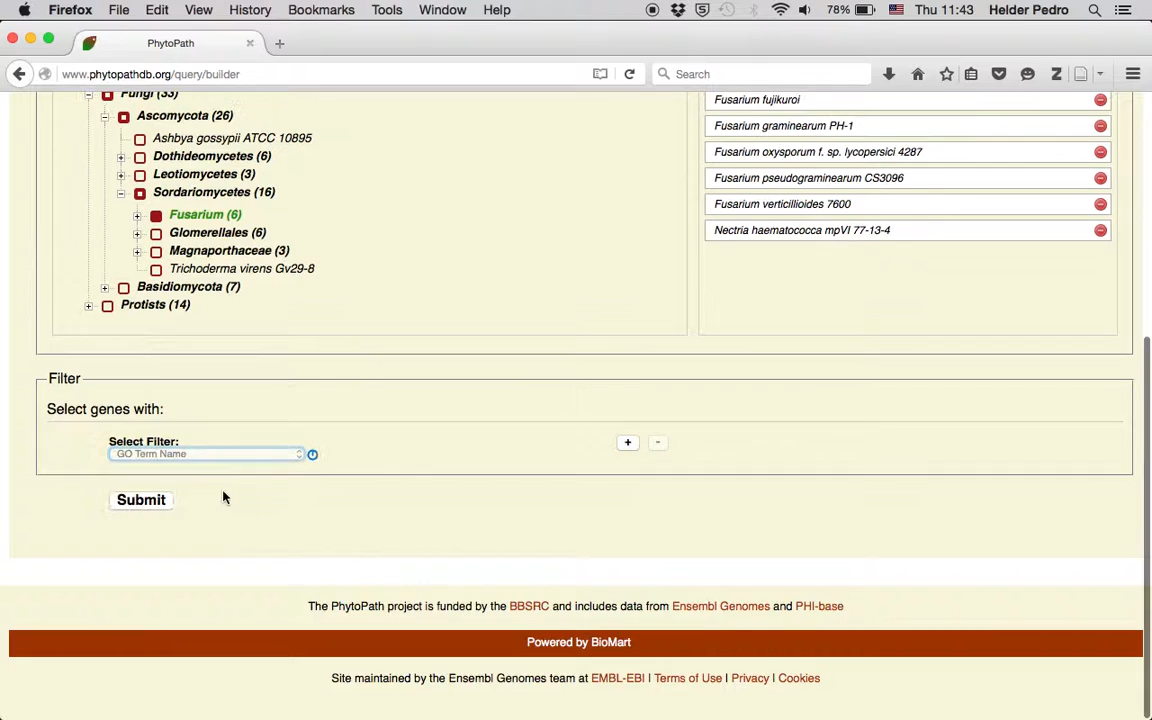 Firefox File Edit View History Bookmarks Tools Window Help 78% Thu 11:43 Helder Pedro
PhytoPath
www.phytopathdb.org/query/builder Search
Fungi (33)
Ascomycota (26)
Ashbya gossypii ATCC 10895
Dothideomycetes (6)
Leotiomycetes (3)
Sordariomycetes (16)
Fusarium (6)
Glomerellales (6)
Magnaporthaceae (3)
Trichoderma virens Gv29-8
Basidiomycota (7)
Protists (14)
Fusarium fujikuroi
Fusarium graminearum PH-1
Fusarium oxysporum f. sp. lycopersici 4287
Fusarium pseudograminearum CS3096
Fusarium verticillioides 7600
Nectria haematococca mpVI 77-13-4
Filter
Select genes with:
Select Filter:
GO Term Name
+ -
Submit
The PhytoPath project is funded by the BBSRC and includes data from Ensembl Genomes and PHI-base
Powered by BioMart
Site maintained by the Ensembl Genomes team at EMBL-EBI | Terms of Use | Privacy | Cookies